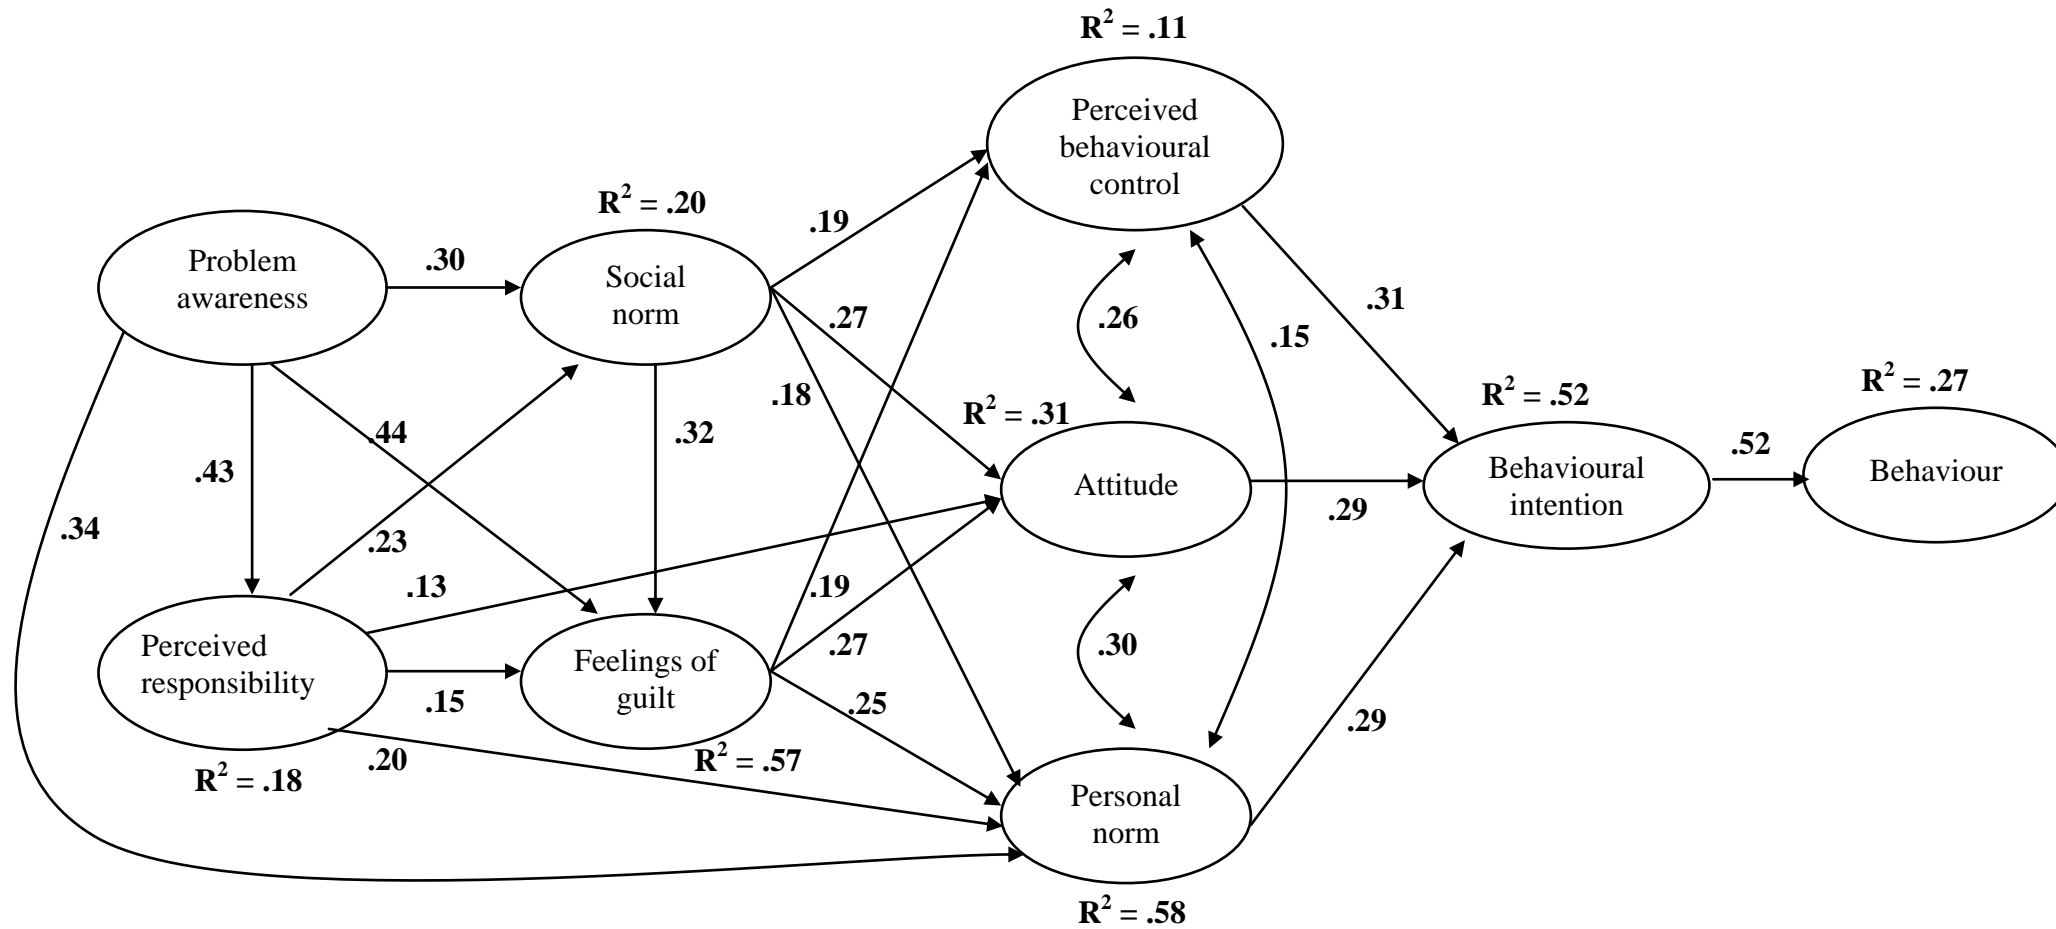 R² = .11
Perceived
behavioural
control
R² = .20
.19
Problem
awareness
.30
Social
norm
.27
.26
.31
.15
.18
R² = .31
R² = .52
R² = .27
.44
.32
.43
Attitude
Behavioural
intention
.52
Behaviour
.34
.23
.29
.13
.19
Perceived
responsibility
Feelings of
guilt
.27
.30
.15
.25
.29
.20
R² = .57
R² = .18
Personal
norm
R² = .58